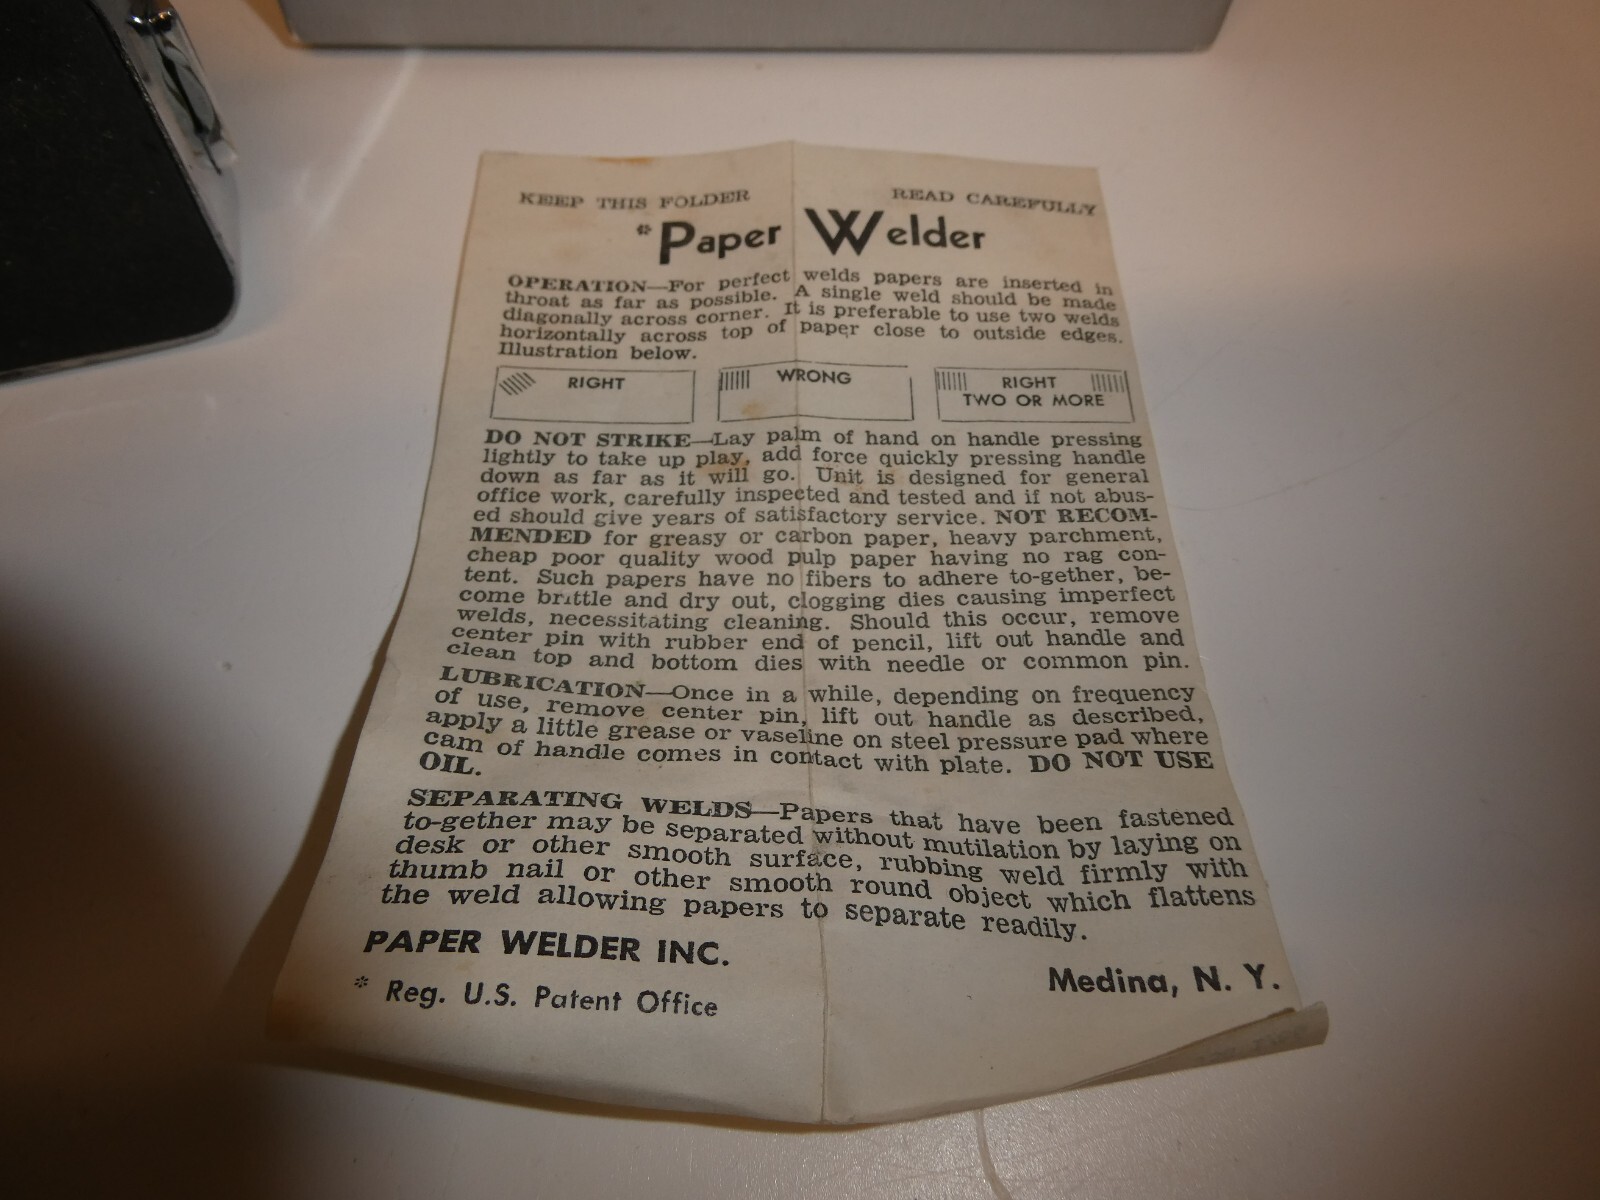 KEEP THIS FOLDER READ CAREFULLY
*Paper Welder
OPERATION—For perfect welds papers are inserted in
throat as far as possible. A single weld should be made
diagonally across corner. It is preferable to use two welds
horizontally across top of paper close to outside edges.
Illustration below.
RIGHT
WRONG
RIGHT
TWO OR MORE
DO NOT STRIKE—Lay palm of hand on handle pressing
lightly to take up play, add force quickly pressing handle
down as far as it will go. Unit is designed for general
office work, carefully inspected and tested and if not abus-
ed should give years of satisfactory service. NOT RECOM-
MENDED for greasy or carbon paper, heavy parchment,
cheap poor quality wood pulp paper having no rag con-
tent. Such papers have no fibers to adhere to-gether, be-
come brittle and dry out, clogging dies causing imperfect
welds, necessitating cleaning. Should this occur, remove
center pin with rubber end of pencil, lift out handle and
clean top and bottom dies with needle or common pin.
LUBRICATION—Once in a while, depending on frequency
of use, remove center pin, lift out handle as described,
apply a little grease or vaseline on steel pressure pad where
cam of handle comes in contact with plate. DO NOT USE
OIL.
SEPARATING WELDS—Papers that have been fastened
to-gether may be separated without mutilation by laying on
desk or other smooth surface, rubbing weld firmly with
thumb nail or other smooth round object which flattens
the weld allowing papers to separate readily.
PAPER WELDER INC.
Medina, N. Y.
* Reg. U.S. Patent Office